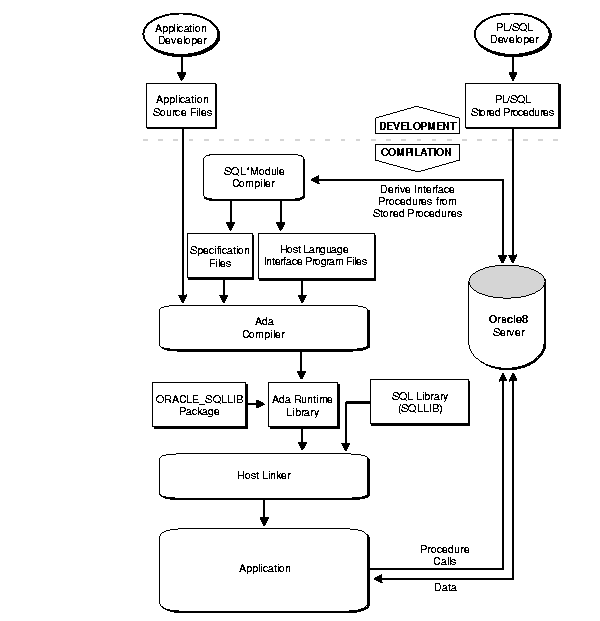 Application
Developer
PL/SQL
Developer
Application
Source Files
PL/SQL
Stored Procedures
DEVELOPMENT
COMPILATION
SQL*Module
Compiler
Derive Interface
Procedures from
Stored Procedures
Specification
Files
Host Language
Interface Program Files
Ada
Compiler
Oracle8
Server
ORACLE_SQLLIB
Package
Ada Runtime
Library
SQL Library
(SQLLIB)
Host Linker
Application
Procedure
Calls
Data